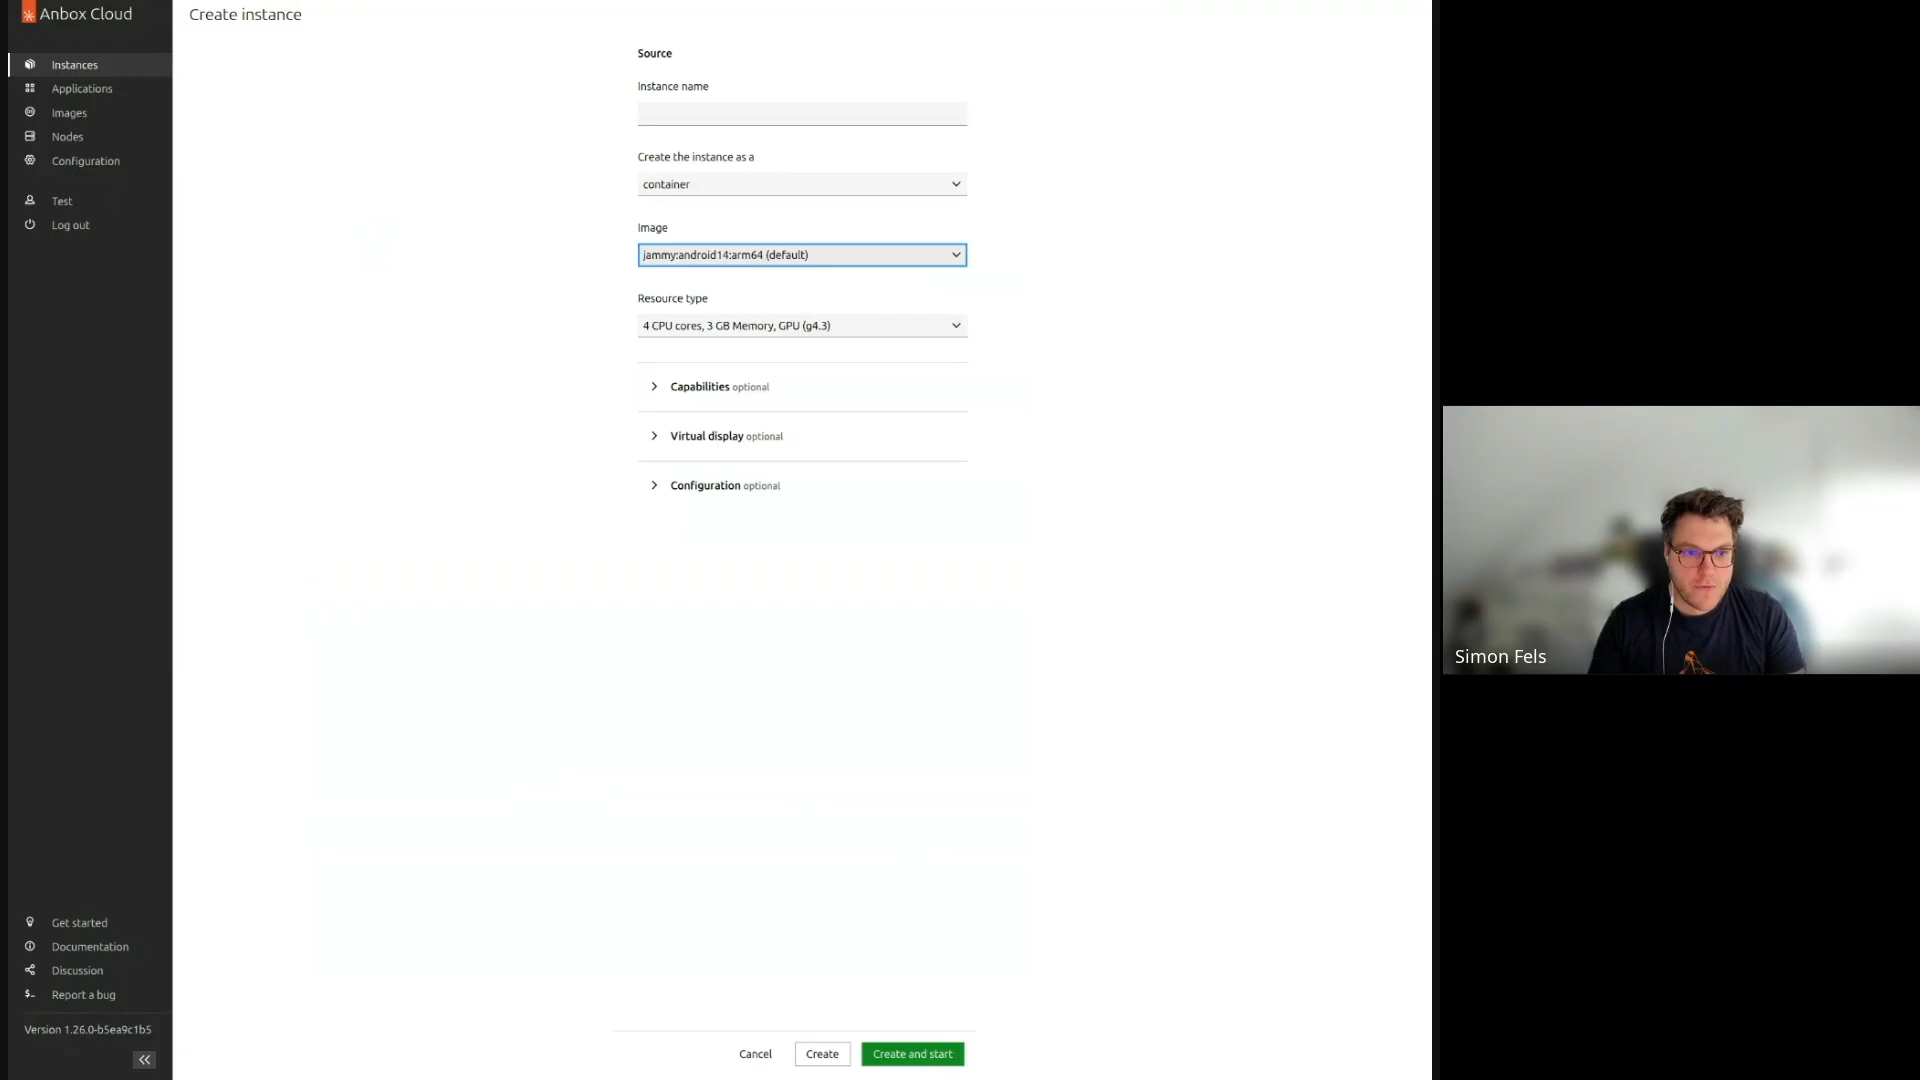 Anbox Cloud
Instances
Applications
Images
Nodes
Configuration
Test
Log out
Get started
Documentation
Discussion
Report a bug
Version 1.26.0-b5ea9c1b5
Create instance
Source
Instance name
Create the instance as a
container
Image
jammy:android14:arm64 (default)
Resource type
4 CPU cores, 3 GB Memory, GPU (g4.3)
Capabilities optional
Virtual display optional
Configuration optional
Cancel
Create
Create and start
Simon Fels